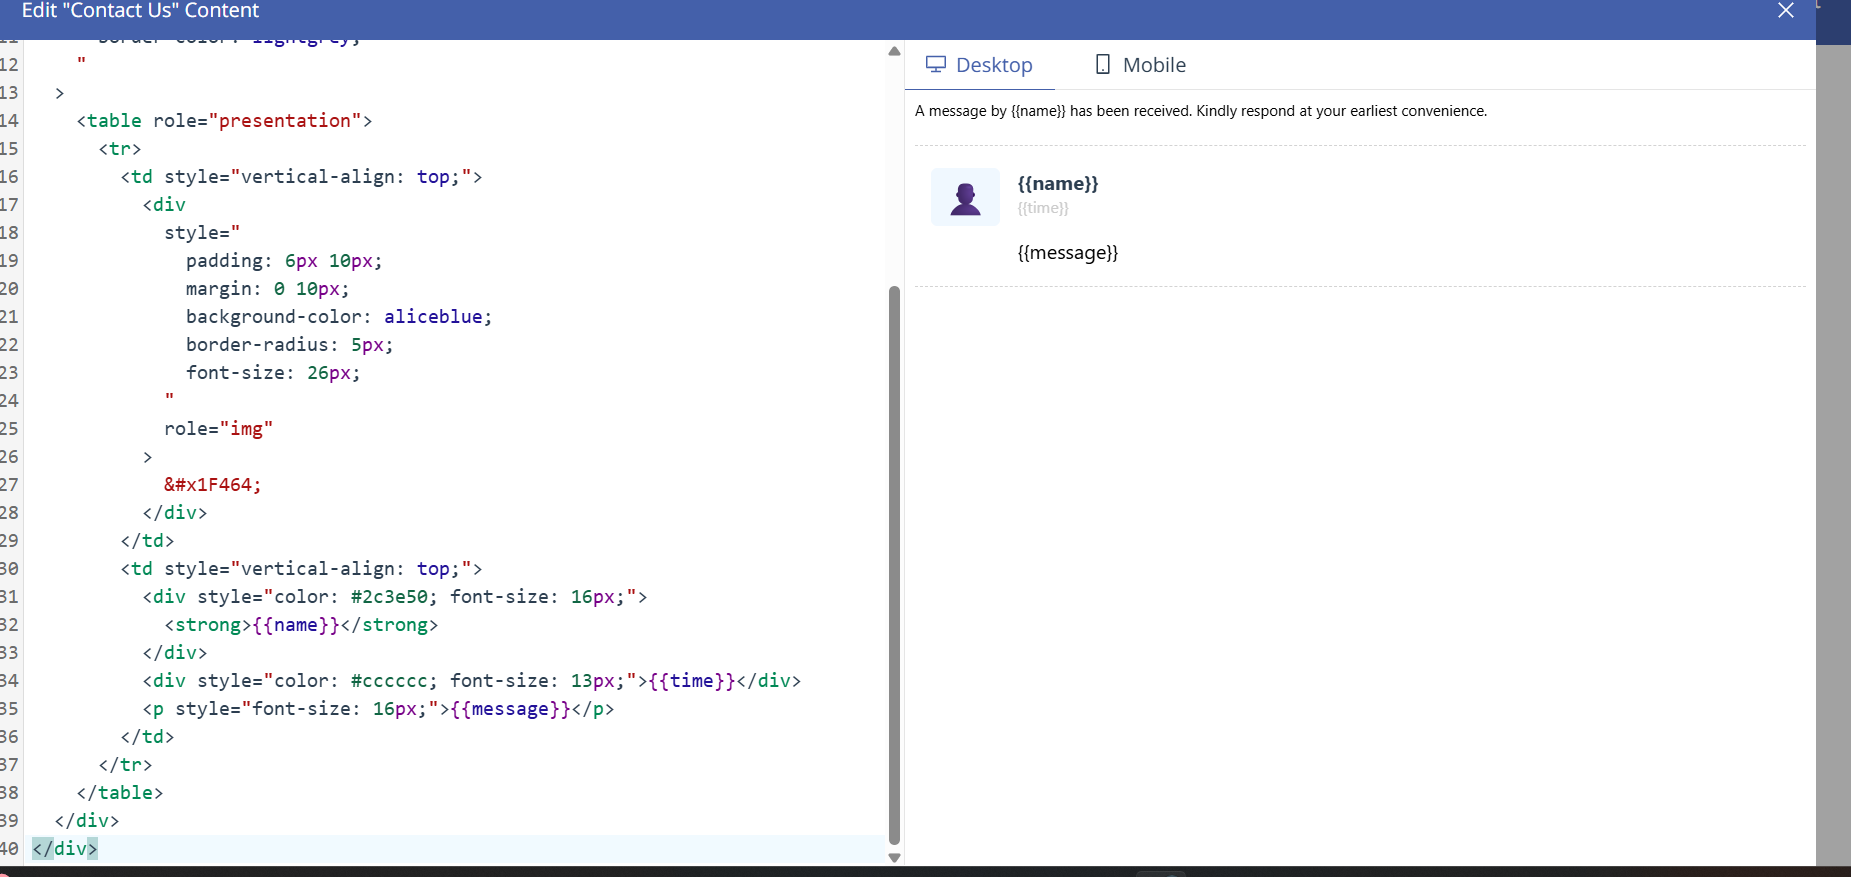 Edit "Contact Us" Content
11 border-color: lightgrey;
12 "
13 >
14 <table role="presentation">
15 <tr>
16 <td style="vertical-align: top;">
17 <div
18 style="
19 padding: 6px 10px;
20 margin: 0 10px;
21 background-color: aliceblue;
22 border-radius: 5px;
23 font-size: 26px;
24 "
25 role="img"
26 >
27 &#x1F464;
28 </div>
29 </td>
30 <td style="vertical-align: top;">
31 <div style="color: #2c3e50; font-size: 16px;">
32 <strong>{{name}}</strong>
33 </div>
34 <div style="color: #cccccc; font-size: 13px;">{{time}}</div>
35 <p style="font-size: 16px;">{{message}}</p>
36 </td>
37 </tr>
38 </table>
39 </div>
40 </div>
Desktop
Mobile
A message by {{name}} has been received. Kindly respond at your earliest convenience.
{{name}}
{{time}}
{{message}}